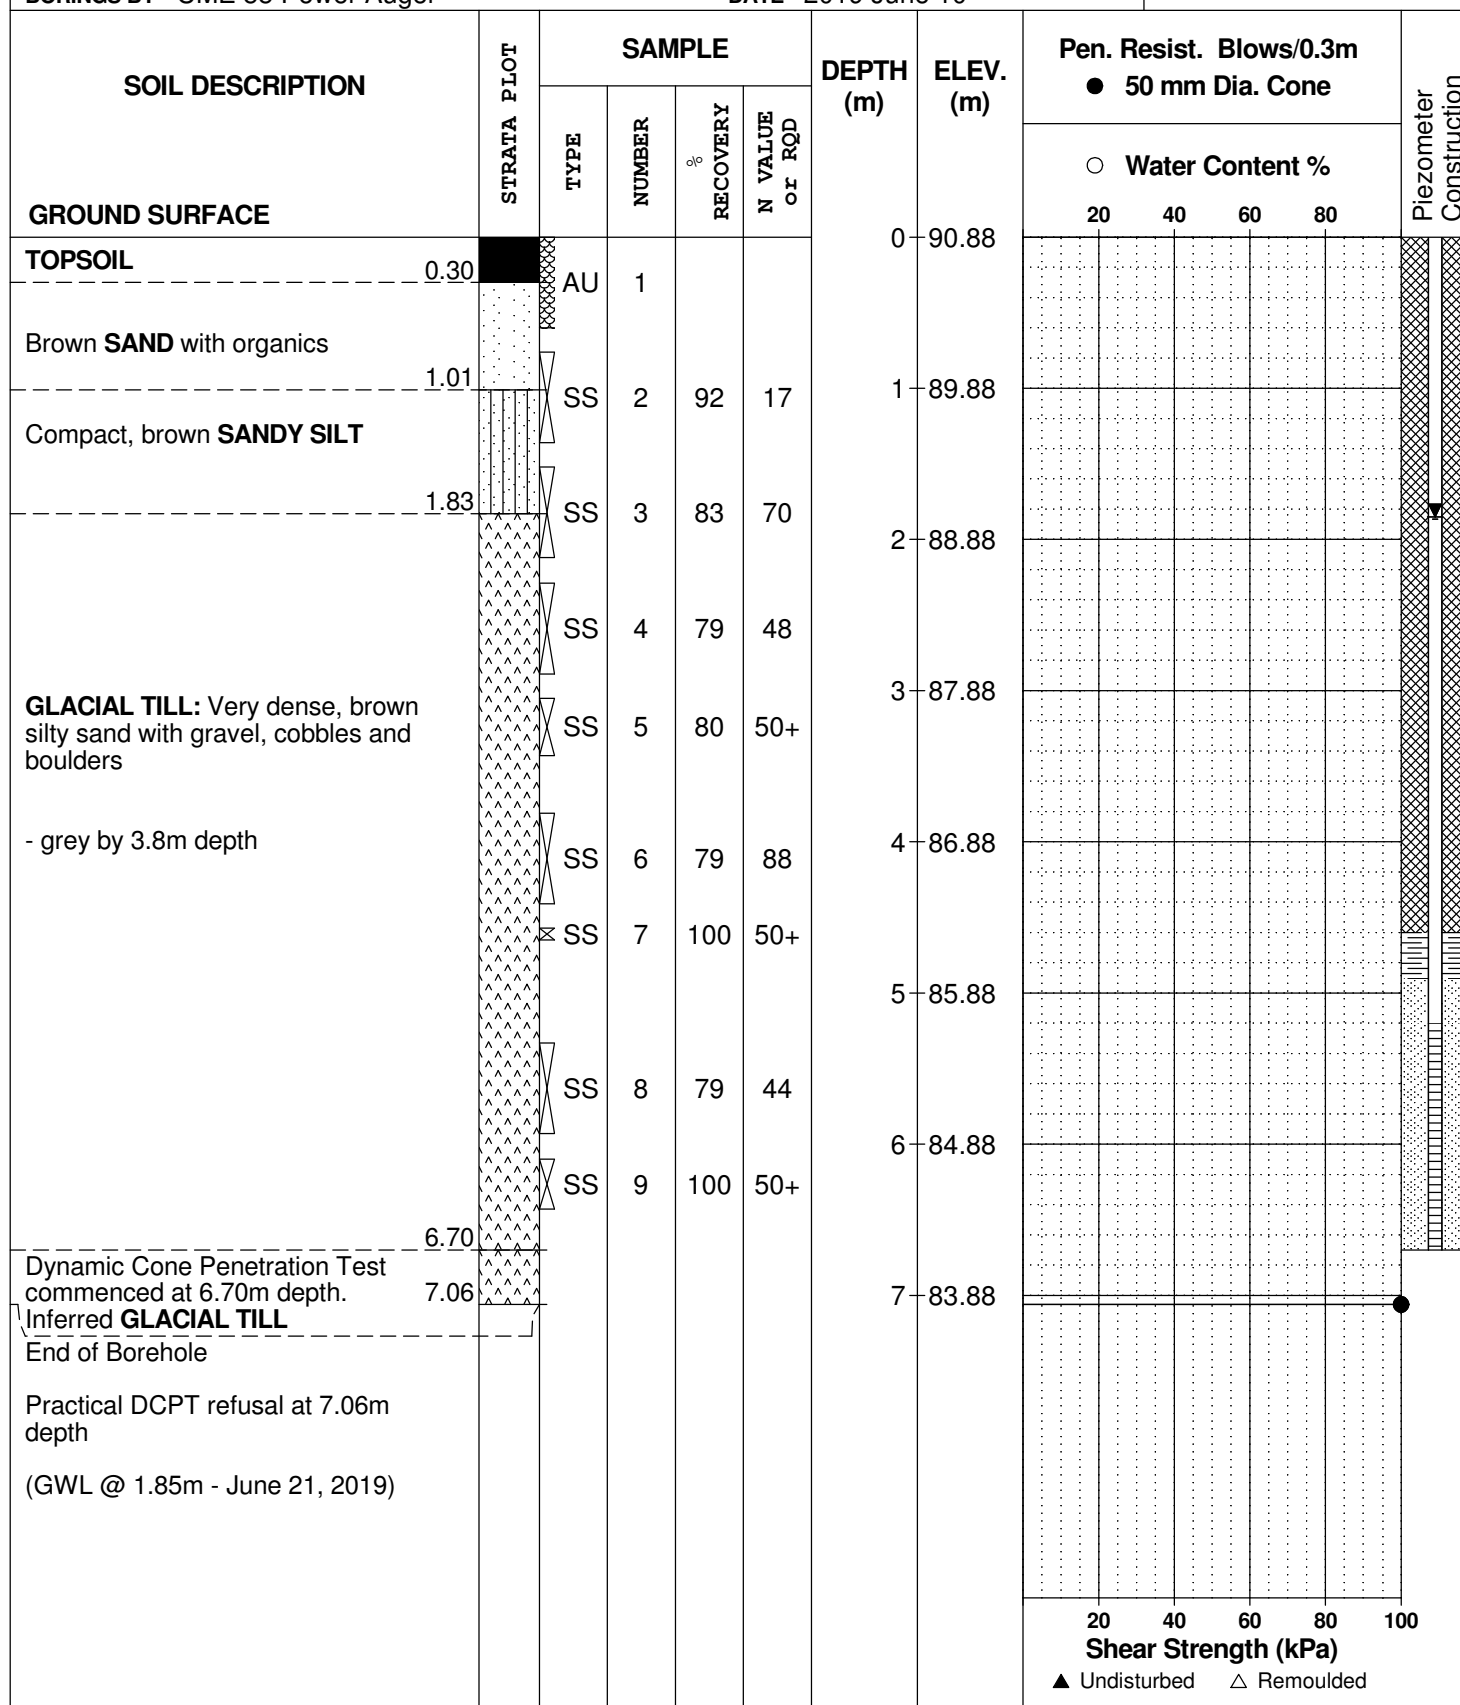 SOIL DESCRIPTION
GROUND SURFACE
STRATA PLOT
SAMPLE
TYPE
NUMBER
% RECOVERY
N VALUE or RQD
DEPTH (m)
ELEV. (m)
Pen. Resist. Blows/0.3m
● 50 mm Dia. Cone
○ Water Content %
20 40 60 80
Piezometer Construction
0 90.88
TOPSOIL
0.30
AU 1
Brown SAND with organics
1.01
1 89.88
SS 2 92 17
Compact, brown SANDY SILT
1.83
SS 3 83 70
2 88.88
SS 4 79 48
3 87.88
GLACIAL TILL: Very dense, brown
silty sand with gravel, cobbles and
boulders
SS 5 80 50+
- grey by 3.8m depth
4 86.88
SS 6 79 88
SS 7 100 50+
5 85.88
SS 8 79 44
6 84.88
SS 9 100 50+
6.70
Dynamic Cone Penetration Test
commenced at 6.70m depth.
7.06
7 83.88
Inferred GLACIAL TILL
End of Borehole
Practical DCPT refusal at 7.06m
depth
(GWL @ 1.85m - June 21, 2019)
20 40 60 80 100
Shear Strength (kPa)
▲ Undisturbed △ Remoulded